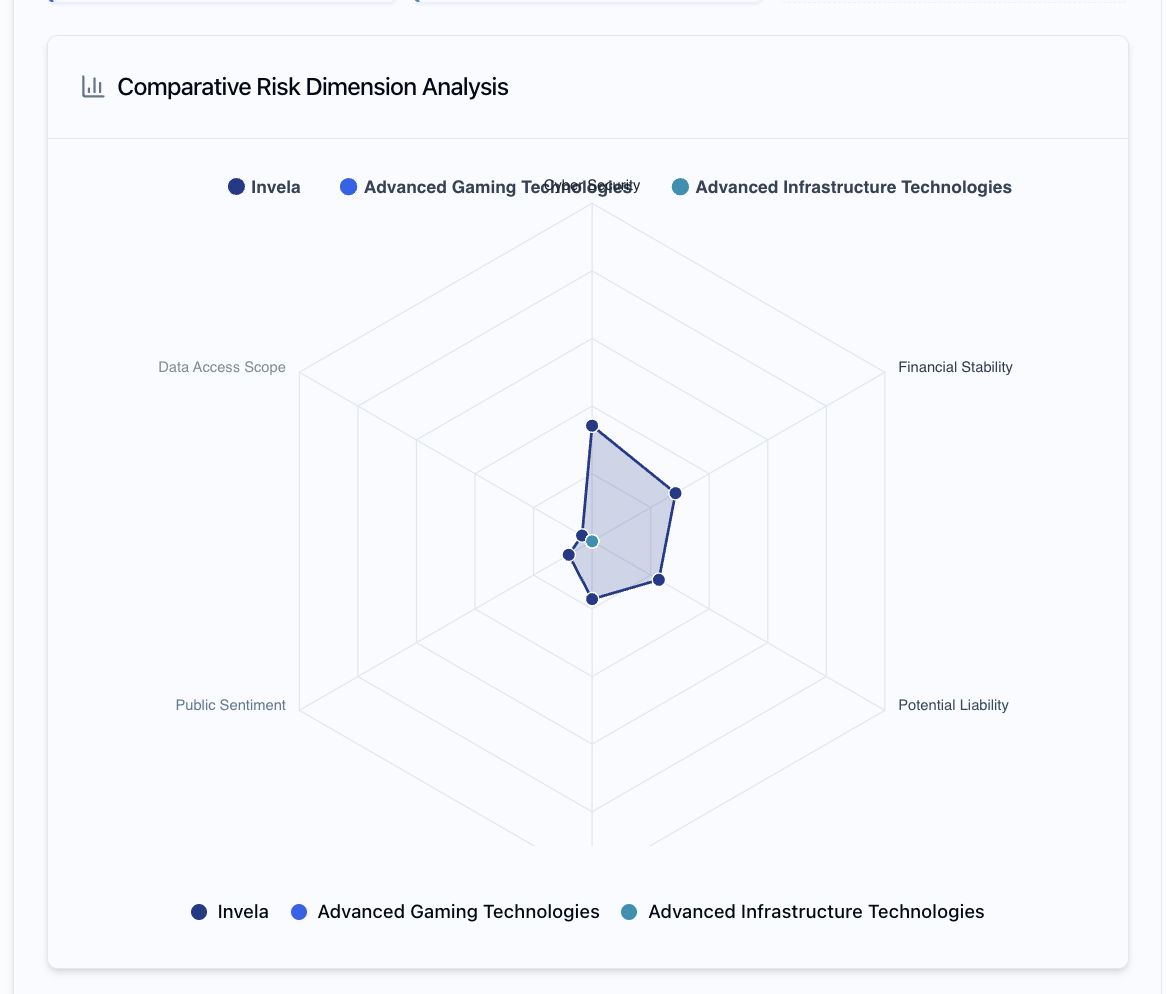 Comparative Risk Dimension Analysis
Invela Advanced Gaming Technologies Advanced Infrastructure Technologies
Cyber Security
Data Access Scope
Financial Stability
Public Sentiment
Potential Liability
Invela Advanced Gaming Technologies Advanced Infrastructure Technologies